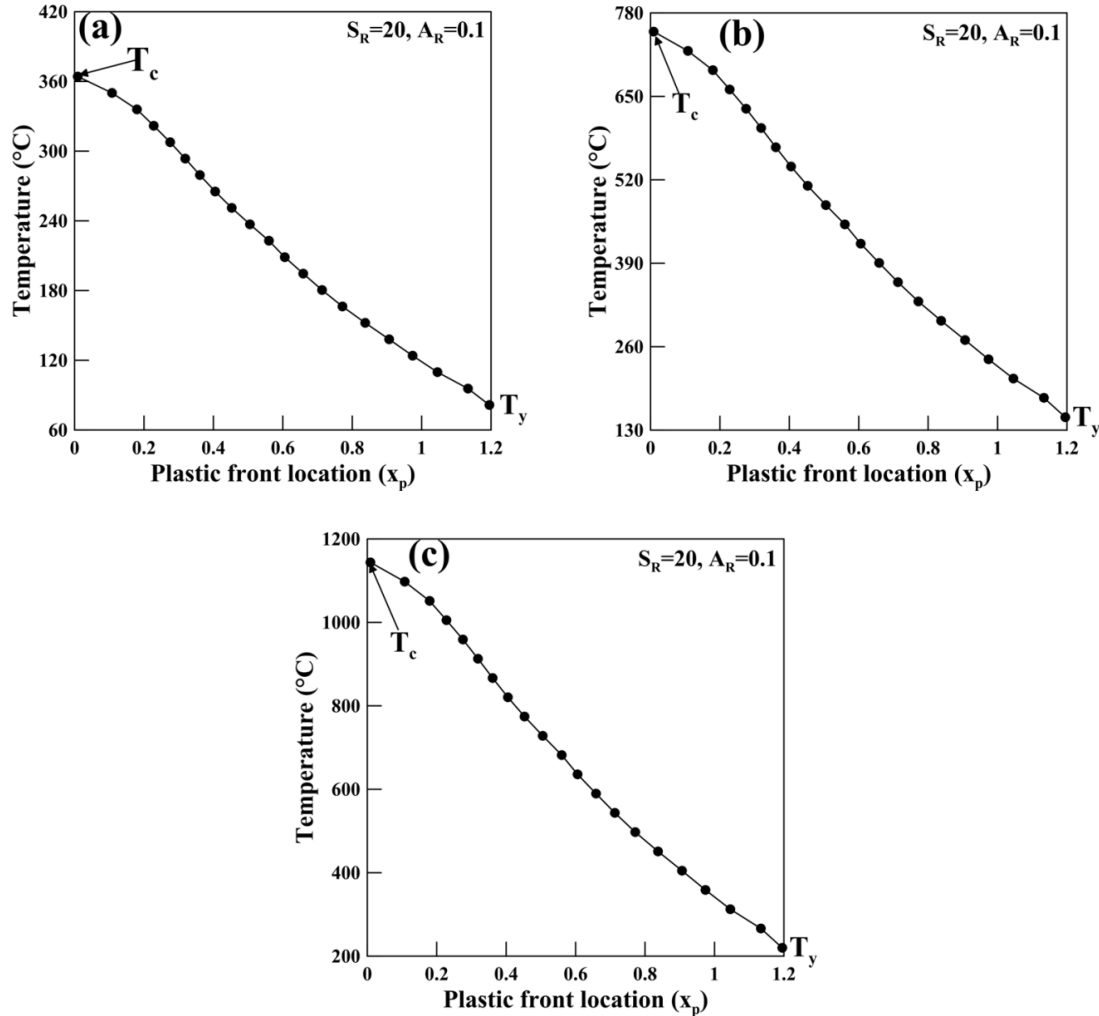 (a)
S_R=20, A_R=0.1
T_c
T_y
420
360
300
240
180
120
60
Temperature (°C)
0 0.2 0.4 0.6 0.8 1 1.2
Plastic front location (x_p)
(b)
S_R=20, A_R=0.1
T_c
T_y
780
650
520
390
260
130
Temperature (°C)
0 0.2 0.4 0.6 0.8 1 1.2
Plastic front location (x_p)
(c)
S_R=20, A_R=0.1
T_c
T_y
1200
1000
800
600
400
200
Temperature (°C)
0 0.2 0.4 0.6 0.8 1 1.2
Plastic front location (x_p)